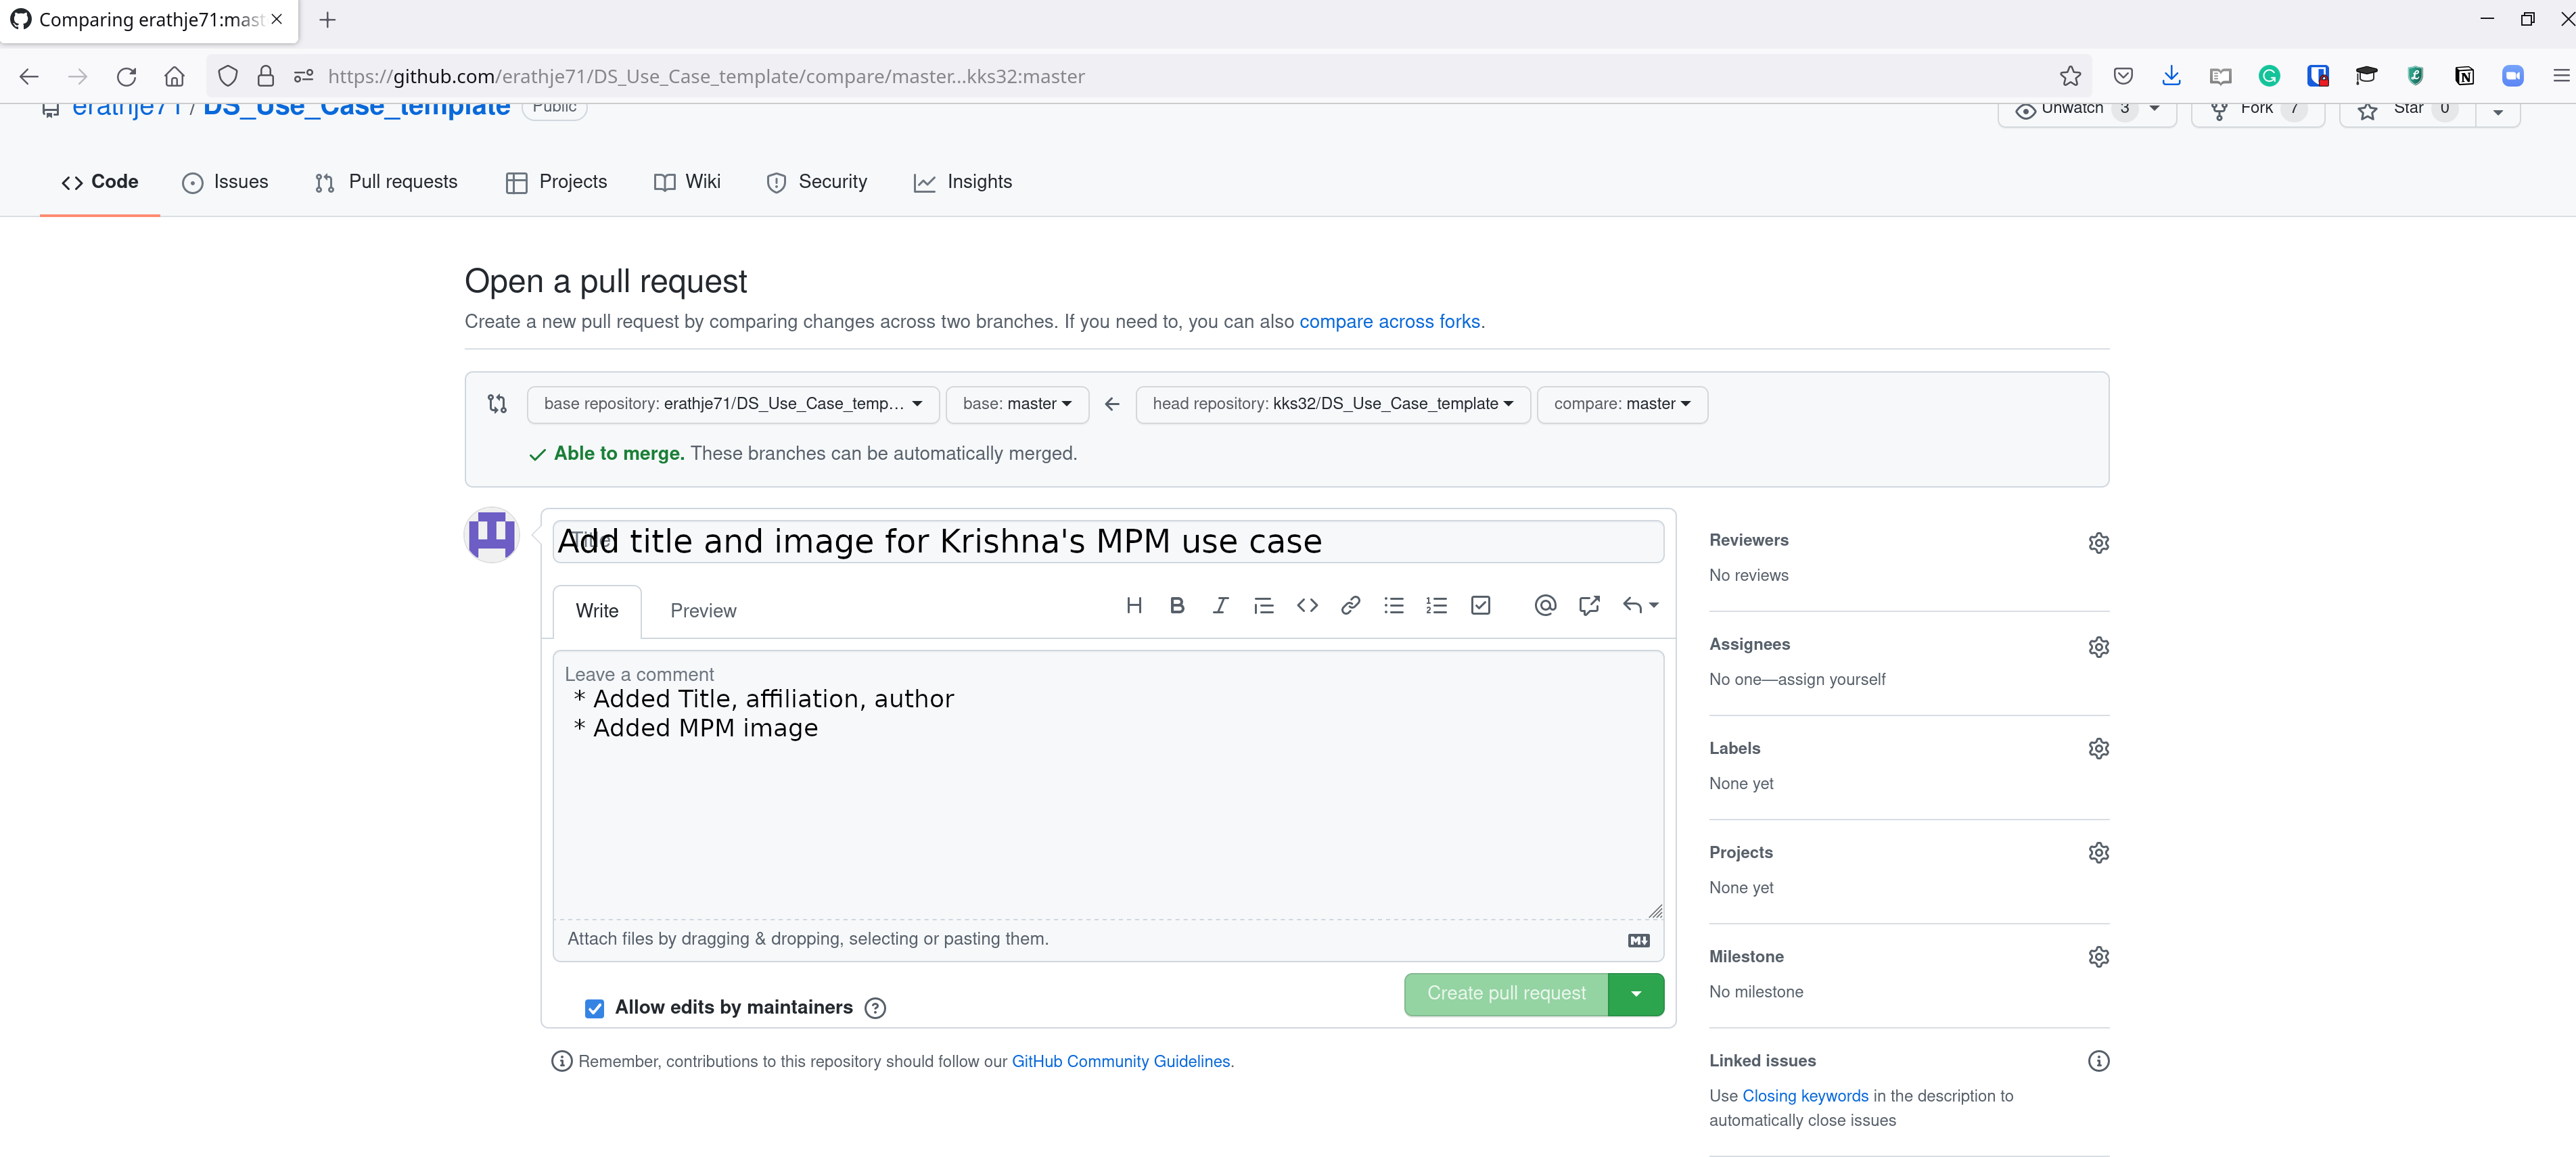 Comparing erathje71:mast
https://github.com/erathje71/DS_Use_Case_template/compare/master...kks32:master
erathje71 / DS_Use_Case_template Public
Unwatch 3 Fork 7 Star 0
Code Issues Pull requests Projects Wiki Security Insights
Open a pull request
Create a new pull request by comparing changes across two branches. If you need to, you can also compare across forks.
base repository: erathje71/DS_Use_Case_temp... base: master head repository: kks32/DS_Use_Case_template compare: master
Able to merge. These branches can be automatically merged.
Title
Add title and image for Krishna's MPM use case
Write Preview
Leave a comment
* Added Title, affiliation, author
* Added MPM image
Attach files by dragging & dropping, selecting or pasting them.
Allow edits by maintainers
Create pull request
Remember, contributions to this repository should follow our GitHub Community Guidelines.
Reviewers
No reviews
Assignees
No one—assign yourself
Labels
None yet
Projects
None yet
Milestone
No milestone
Linked issues
Use Closing keywords in the description to
automatically close issues